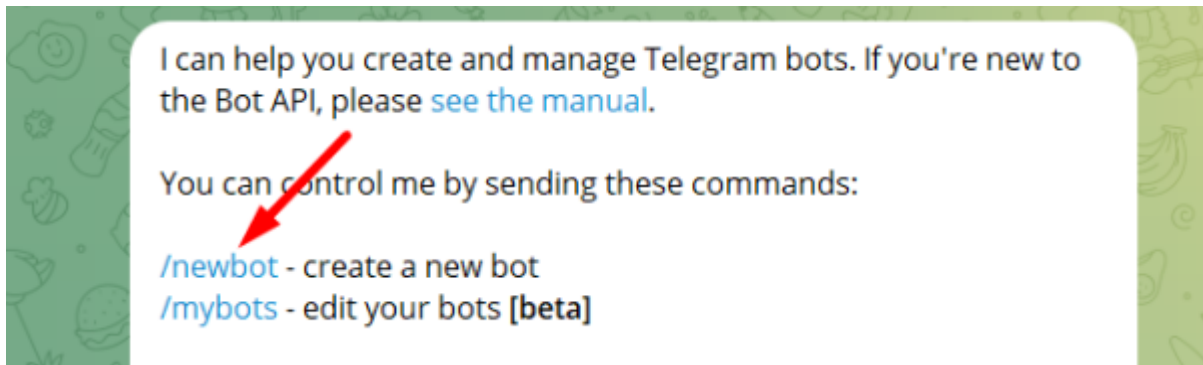 I can help you create and manage Telegram bots. If you're new to
the Bot API, please see the manual.
You can control me by sending these commands:
/newbot - create a new bot
/mybots - edit your bots [beta]